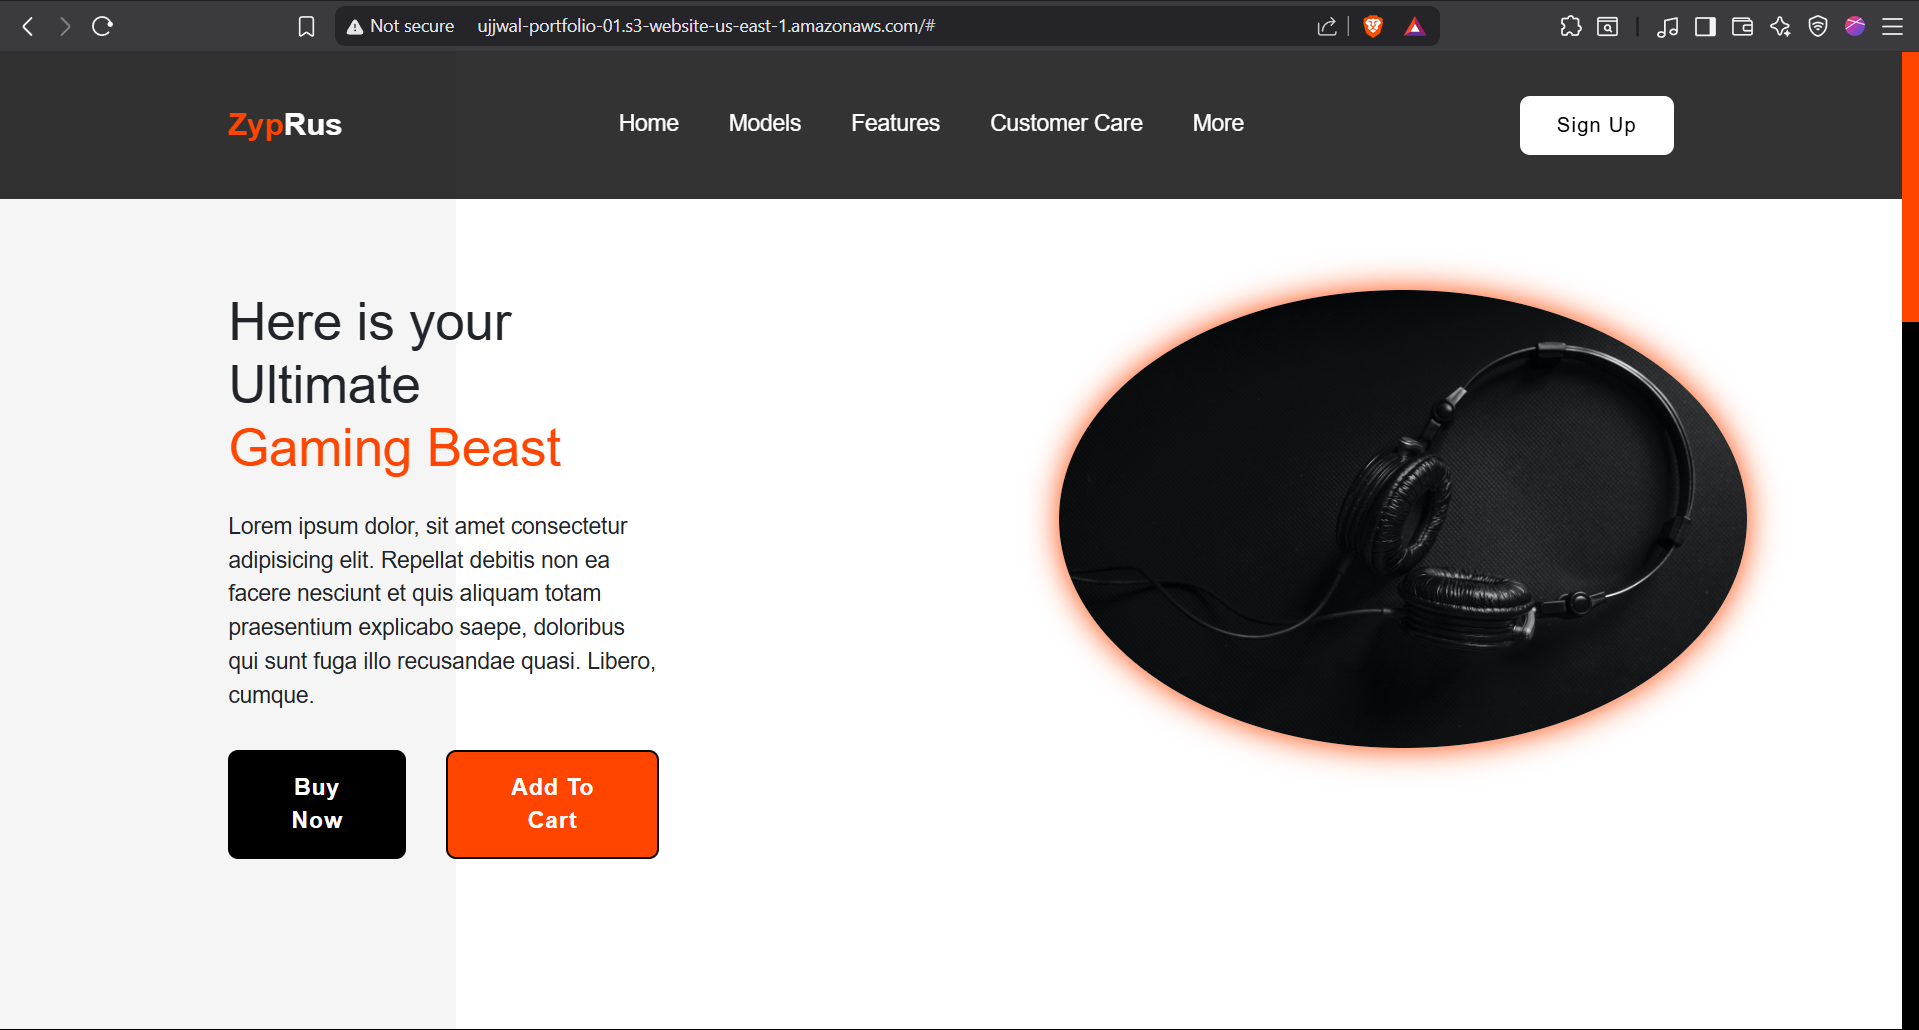 Not secure ujjwal-portfolio-01.s3-website-us-east-1.amazonaws.com/#
ZypRus Home Models Features Customer Care More Sign Up
Here is your
Ultimate
Gaming Beast
Lorem ipsum dolor, sit amet consectetur
adipisicing elit. Repellat debitis non ea
facere nesciunt et quis aliquam totam
praesentium explicabo saepe, doloribus
qui sunt fuga illo recusandae quasi. Libero,
cumque.
Buy
Now
Add To
Cart